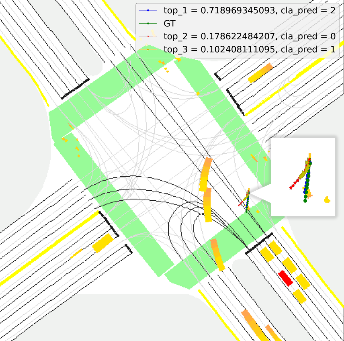 top_1 = 0.718969345093, cla_pred = 2
GT
top_2 = 0.178622484207, cla_pred = 0
top_3 = 0.102408111095, cla_pred = 1